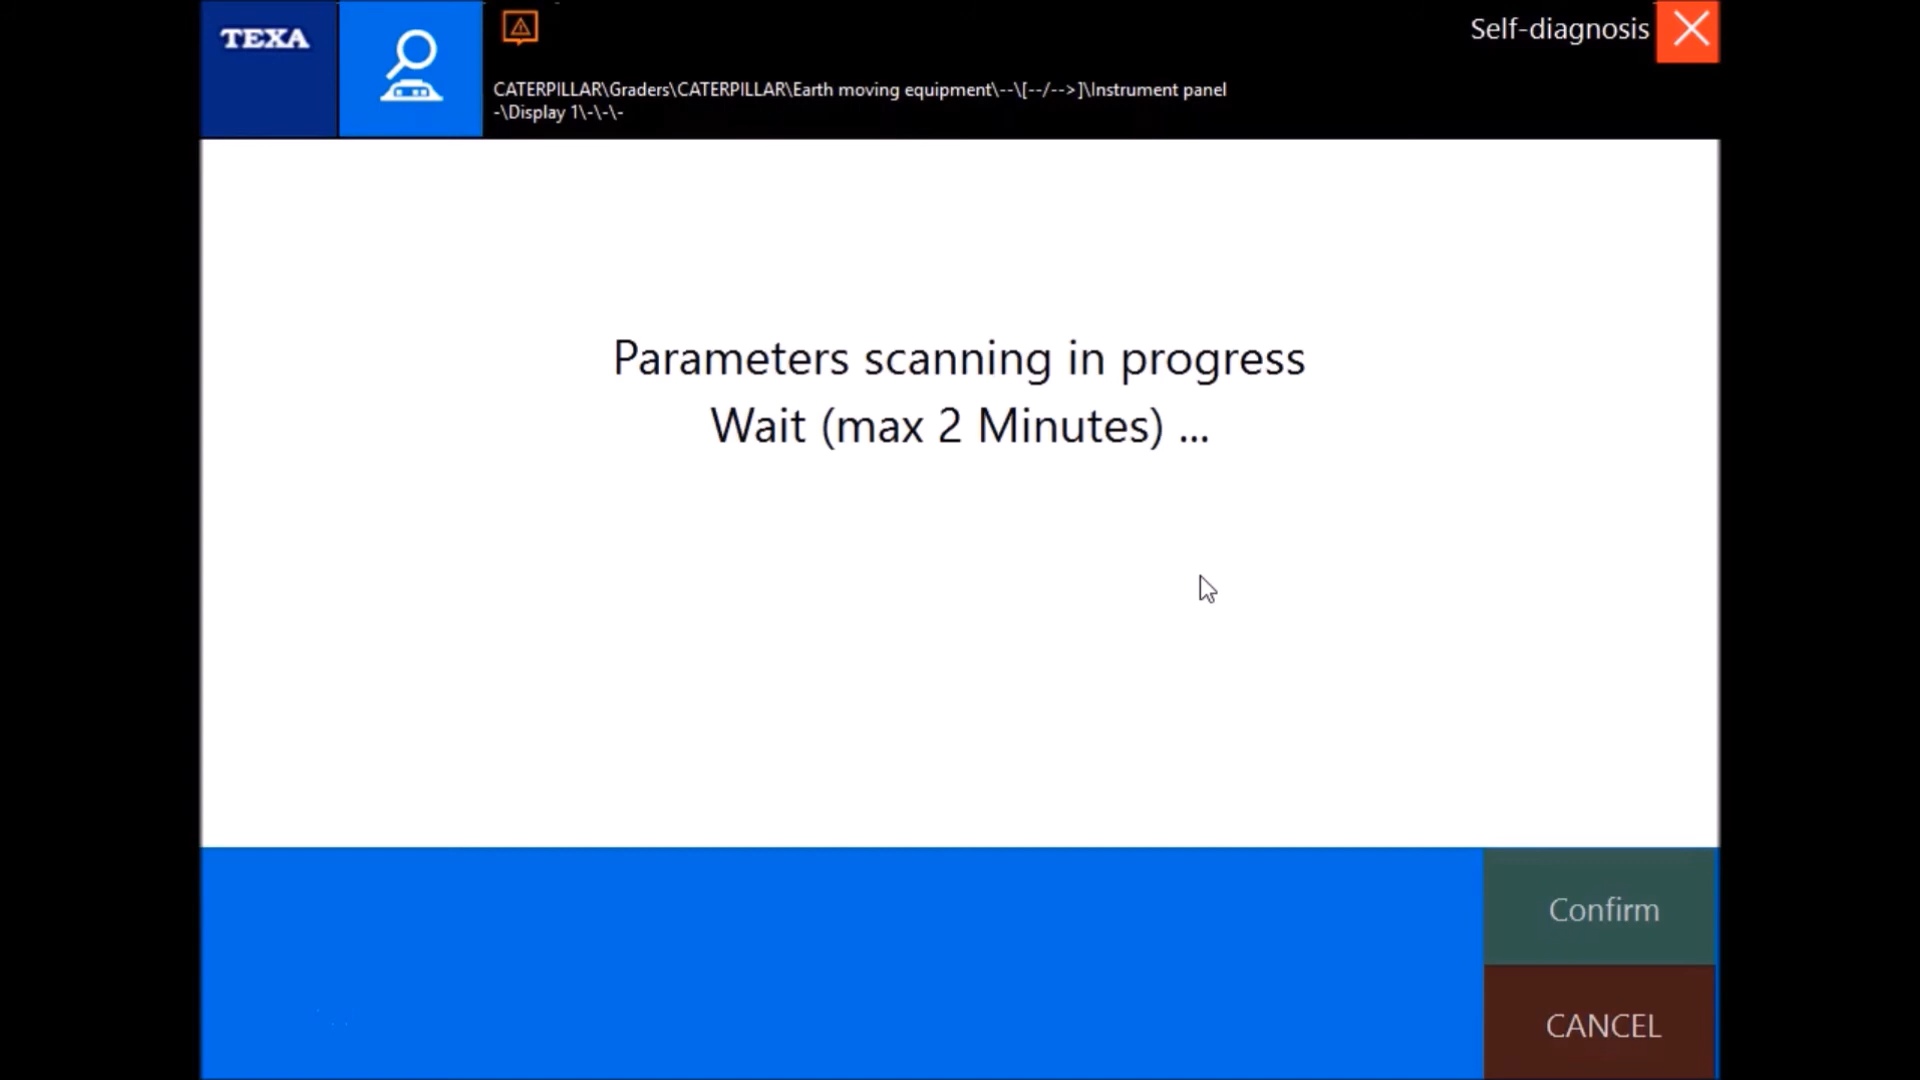 TEXA
Self-diagnosis
CATERPILLAR\Graders\CATERPILLAR\Earth moving equipment\--\[--/-->]\Instrument panel
-\Display 1\-\-\-
Parameters scanning in progress
Wait (max 2 Minutes) ...
Confirm
CANCEL